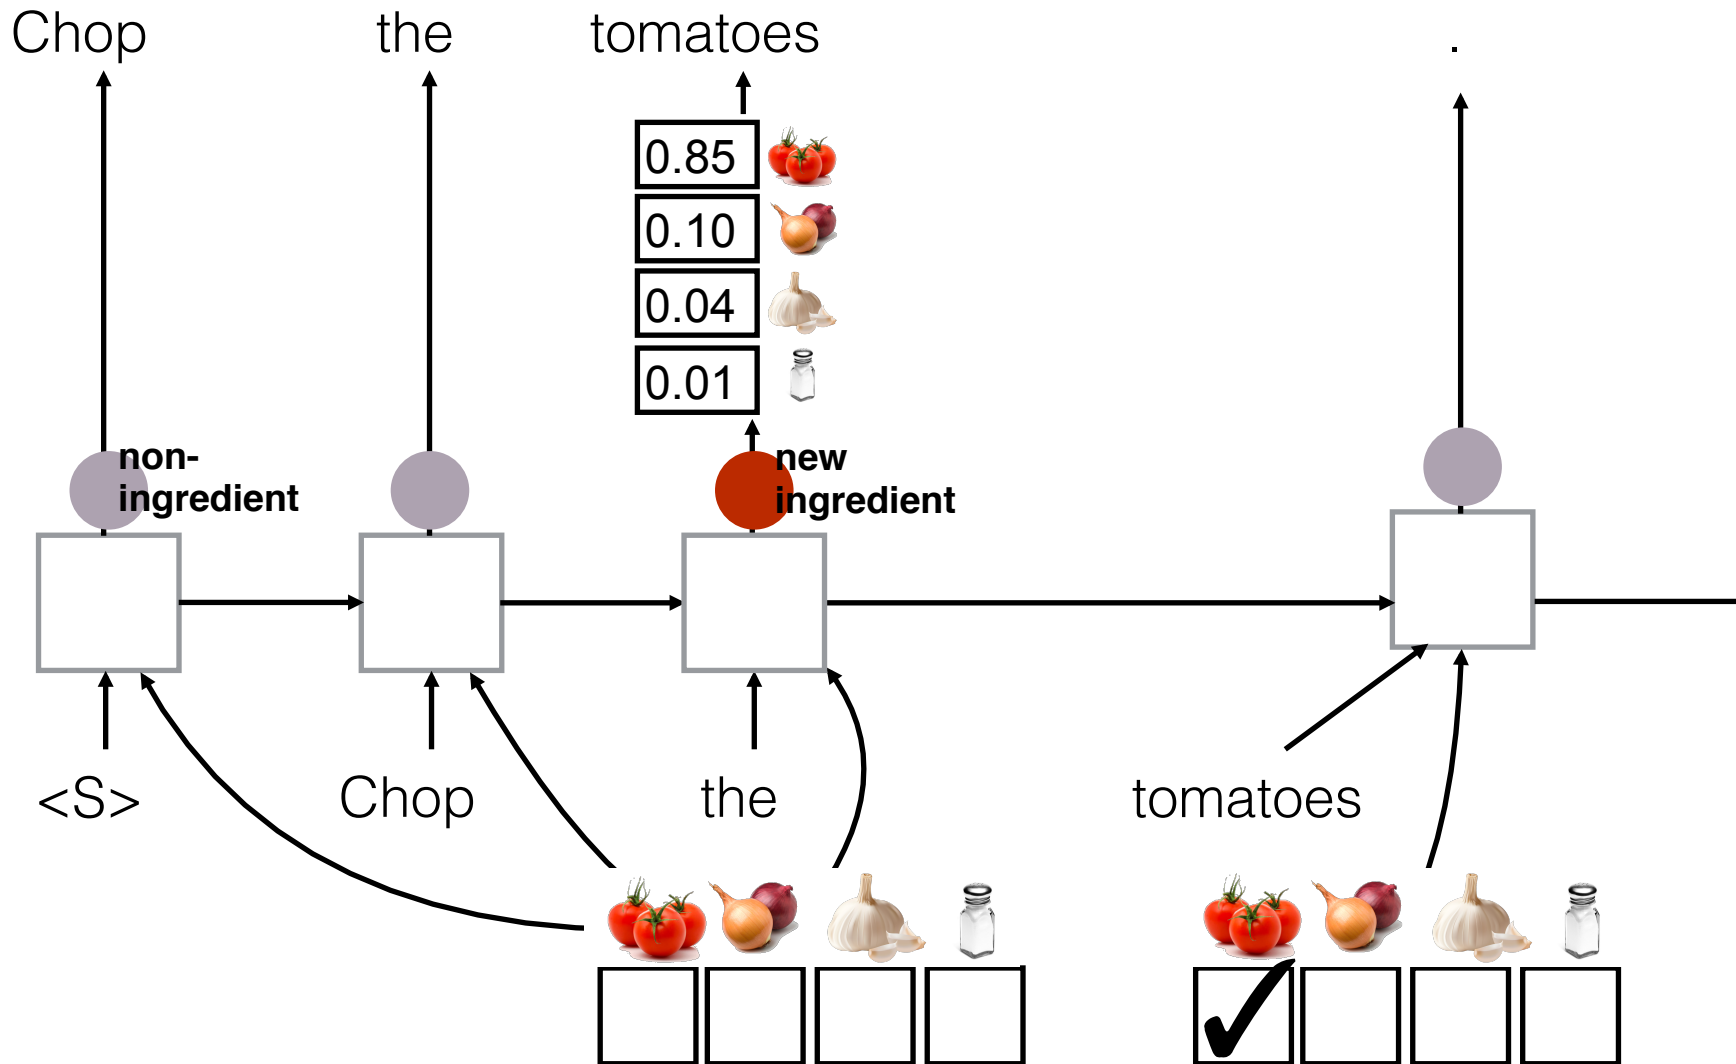 Chop the tomatoes .
0.85
0.10
0.04
0.01
non-
ingredient
new
ingredient
<S> Chop the tomatoes